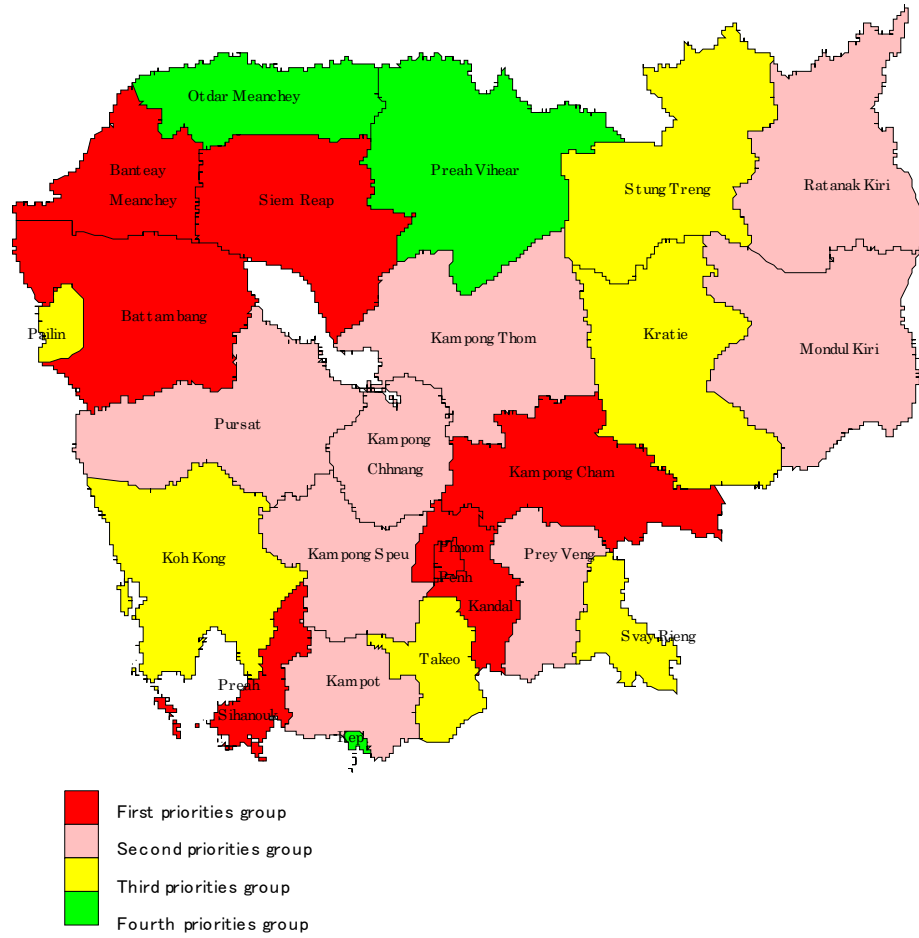 Otdar Meanchey
Preah Vihear
Banteay
Meanchey
Siem Reap
Stung Treng
Ratanak Kiri
Battambang
Pailin
Kampong Thom
Kratie
Mondul Kiri
Pursat
Kampong
Chhnang
Kampong Cham
Koh Kong
Kampong Speu
Phnom
Penh
Prey Veng
Kandal
Svay Rieng
Takeo
Kampot
Preah
Sihanouk
Kep
First priorities group
Second priorities group
Third priorities group
Fourth priorities group